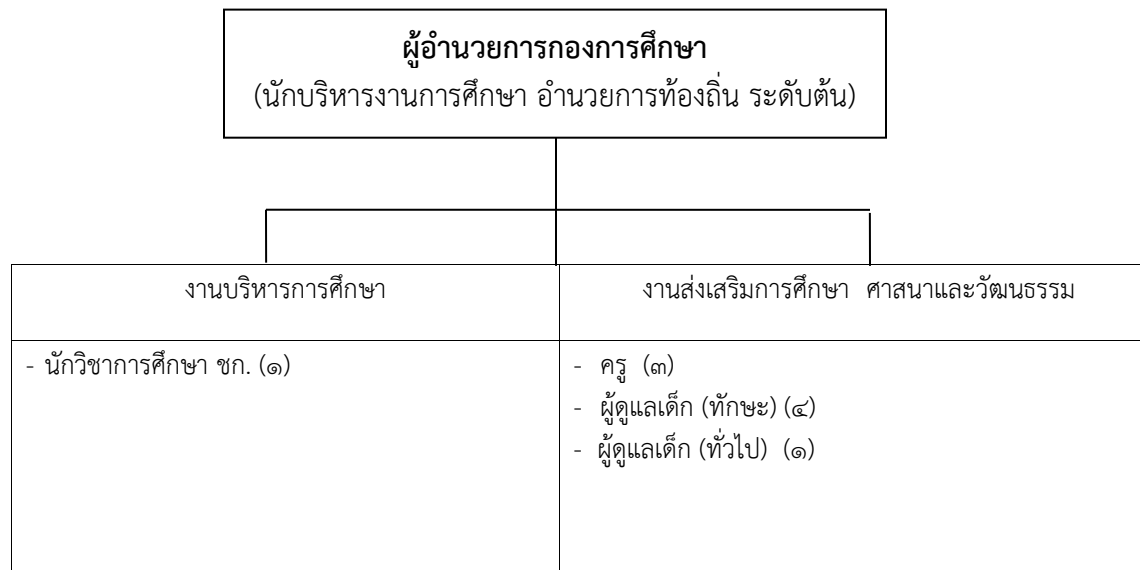 ผู้อำนวยการกองการศึกษา
(นักบริหารงานการศึกษา อำนวยการท้องถิ่น ระดับต้น)
งานบริหารการศึกษา
งานส่งเสริมการศึกษา ศาสนาและวัฒนธรรม
- นักวิชาการศึกษา ชก. (๑)
- ครู (๓)
- ผู้ดูแลเด็ก (ทักษะ) (๔)
- ผู้ดูแลเด็ก (ทั่วไป) (๑)